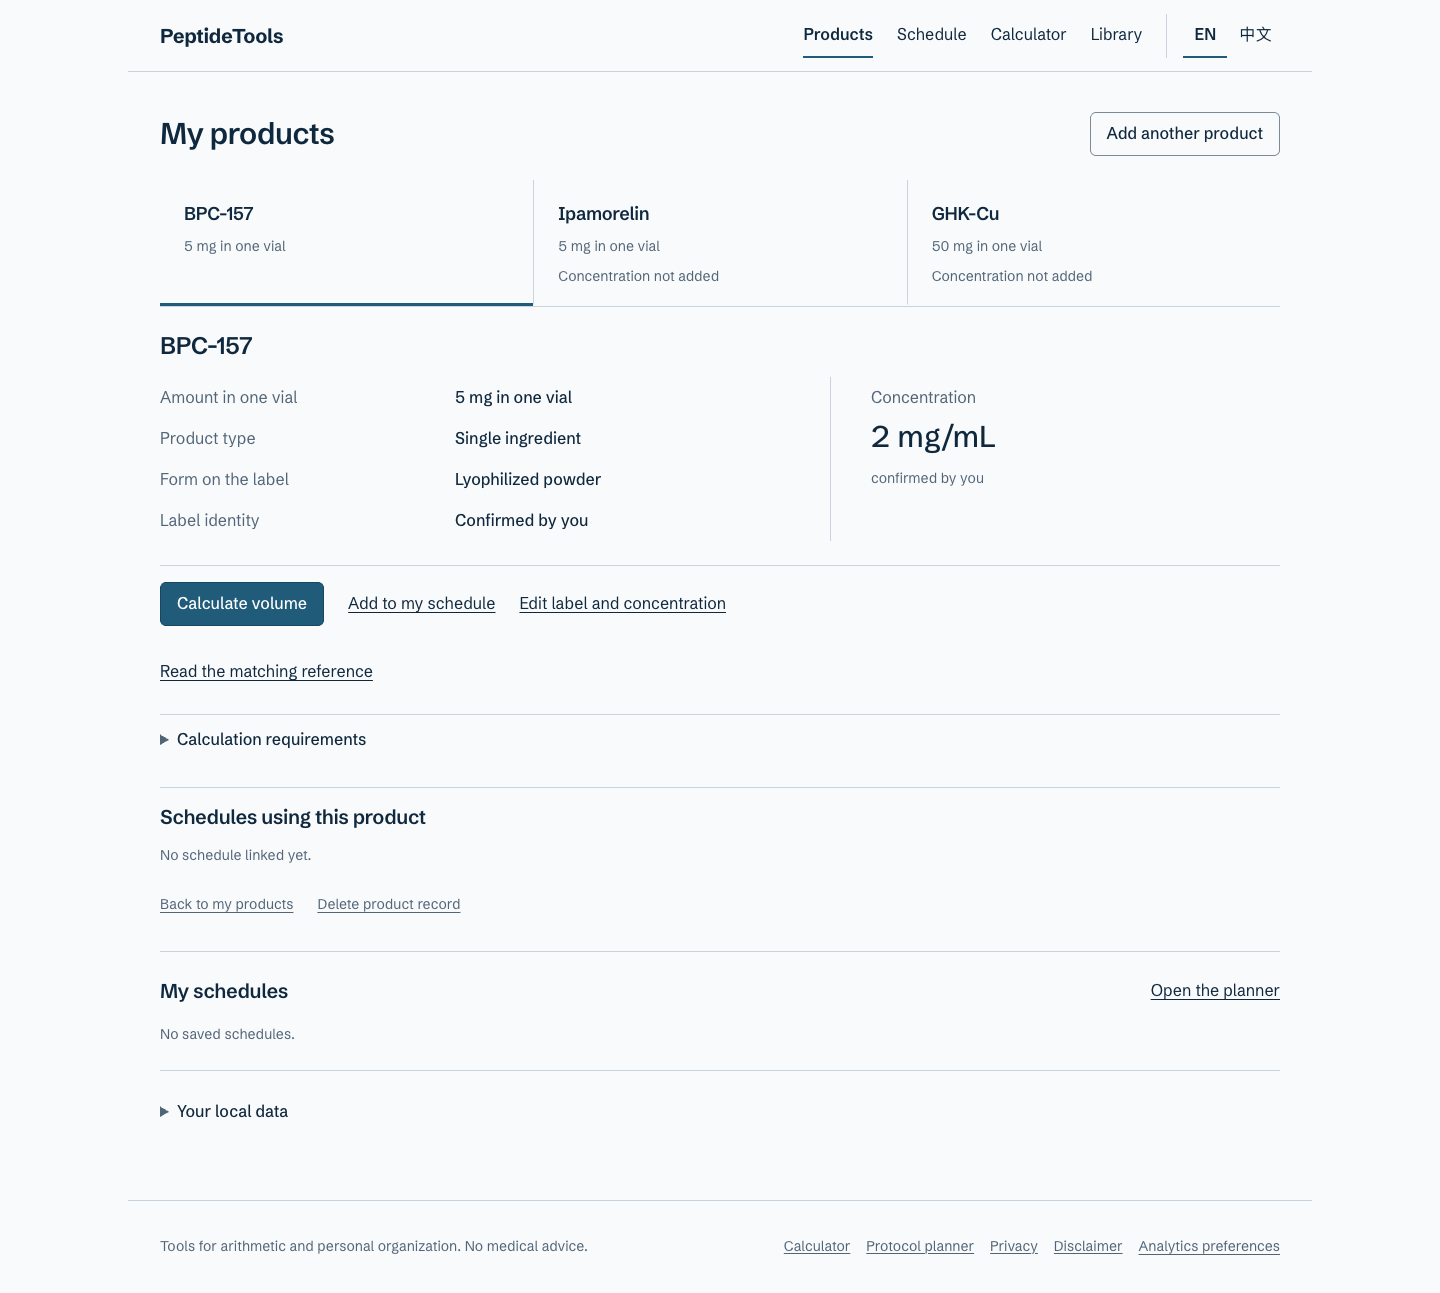 PeptideTools
Products Schedule Calculator Library EN 中文
My products
Add another product
BPC-157
5 mg in one vial
Ipamorelin
5 mg in one vial
Concentration not added
GHK-Cu
50 mg in one vial
Concentration not added
BPC-157
Amount in one vial 5 mg in one vial
Product type Single ingredient
Form on the label Lyophilized powder
Label identity Confirmed by you
Concentration
2 mg/mL
confirmed by you
Calculate volume Add to my schedule Edit label and concentration
Read the matching reference
Calculation requirements
Schedules using this product
No schedule linked yet.
Back to my products Delete product record
My schedules
Open the planner
No saved schedules.
Your local data
Tools for arithmetic and personal organization. No medical advice.
Calculator Protocol planner Privacy Disclaimer Analytics preferences